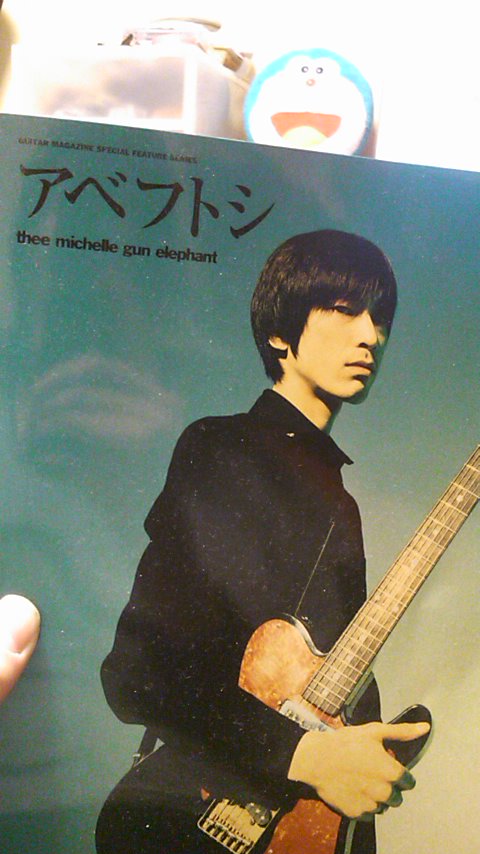 GUITAR MAGAZINE SPECIAL FEATURE SERIES
アベフトシ
thee michelle gun elephant